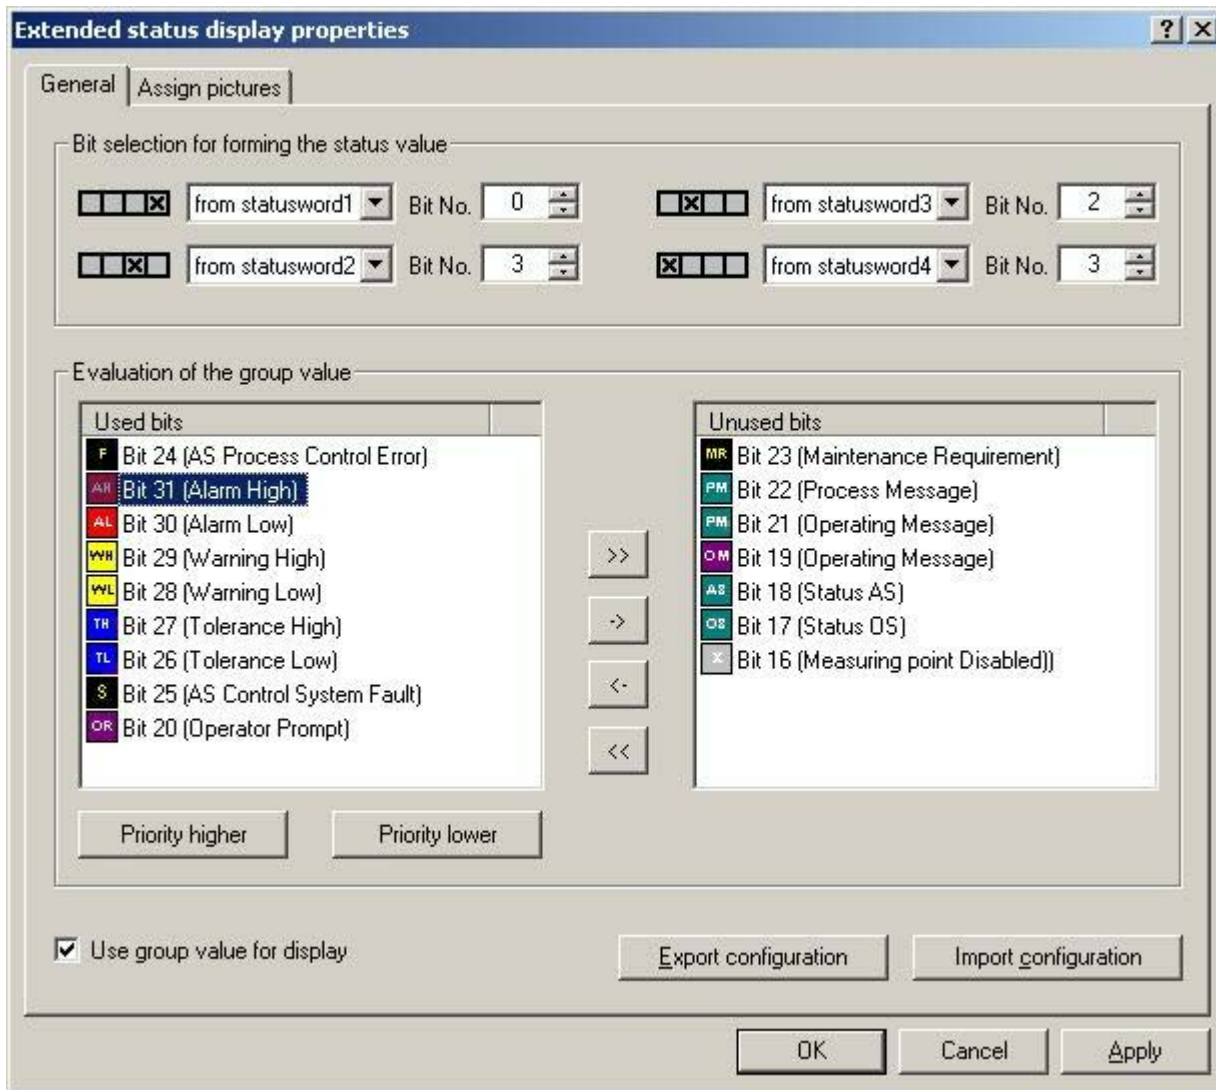 Extended status display properties
General Assign pictures
Bit selection for forming the status value
from statusword1 Bit No. 0 from statusword3 Bit No. 2
from statusword2 Bit No. 3 from statusword4 Bit No. 3
Evaluation of the group value
Used bits
F Bit 24 (AS Process Control Error)
AH Bit 31 (Alarm High)
AL Bit 30 (Alarm Low)
WH Bit 29 (Warning High)
WL Bit 28 (Warning Low)
TH Bit 27 (Tolerance High)
TL Bit 26 (Tolerance Low)
S Bit 25 (AS Control System Fault)
OR Bit 20 (Operator Prompt)
>>
->
<-
<<
Unused bits
MR Bit 23 (Maintenance Requirement)
PM Bit 22 (Process Message)
PM Bit 21 (Operating Message)
OM Bit 19 (Operating Message)
AS Bit 18 (Status AS)
OS Bit 17 (Status OS)
X Bit 16 (Measuring point Disabled))
Priority higher Priority lower
Use group value for display
Export configuration Import configuration
OK Cancel Apply